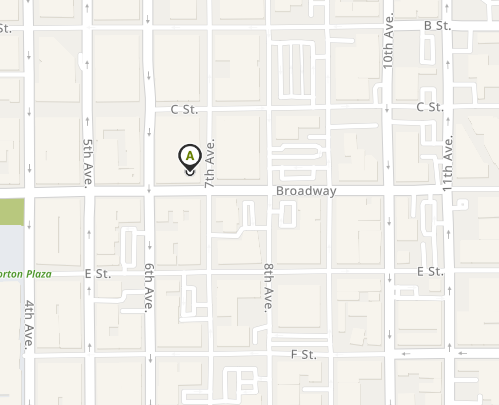 10th Ave.
B St.
St.
C St.
C St.
A
5th Ave.
7th Ave.
11th Ave.
Broadway
orton Plaza
E St.
6th Ave.
8th Ave.
E St.
4th Ave.
F St.